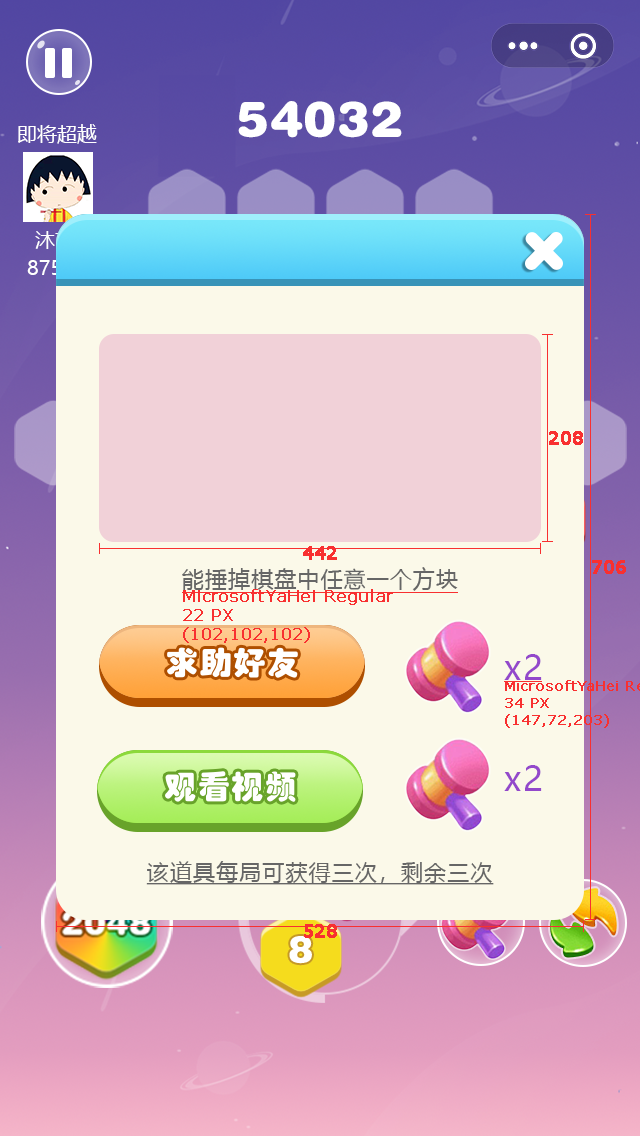 54032
即将超越
沐
875
208
442
706
能捶掉棋盘中任意一个方块
MicrosoftYaHei Regular
22 PX
(102,102,102)
求助好友
x2
MicrosoftYaHei Re
34 PX
(147,72,203)
观看视频
x2
该道具每局可获得三次，剩余三次
2048
528
8